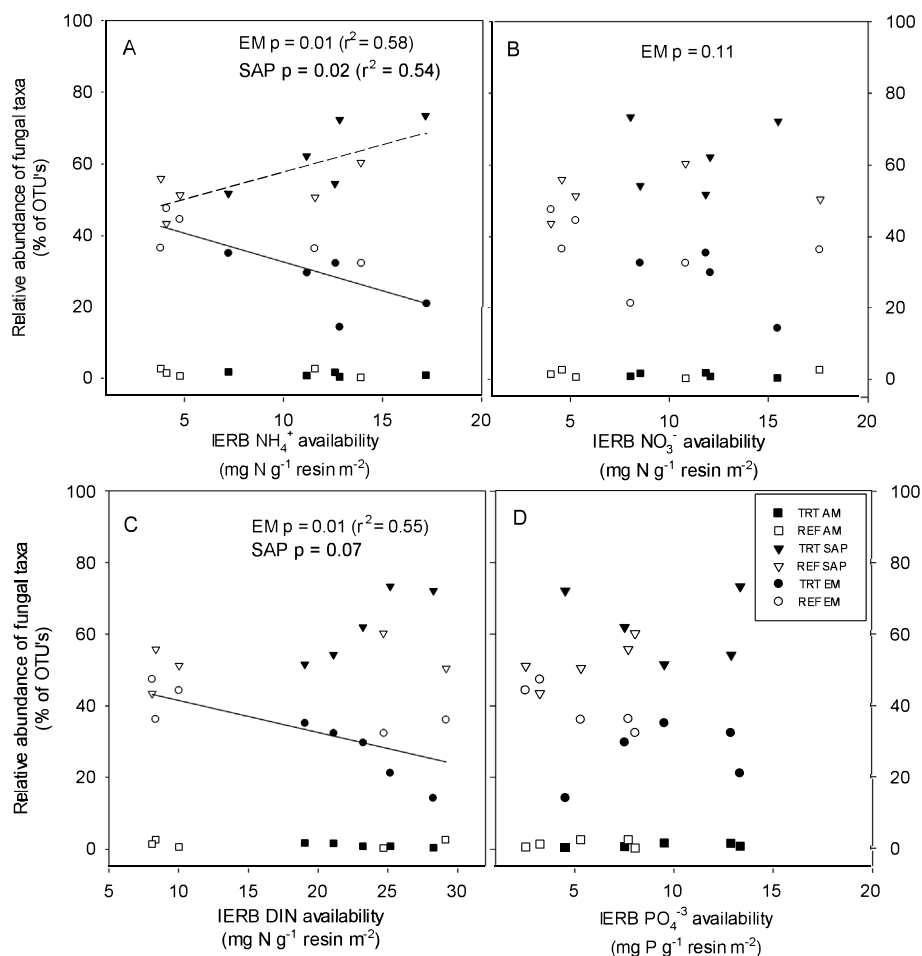 A
EM p = 0.01 (r² = 0.58)
SAP p = 0.02 (r² = 0.54)
Relative abundance of fungal taxa
(% of OTU's)
100
80
60
40
20
0
5
10
15
20
IERB NH₄⁺ availability
(mg N g⁻¹ resin m⁻²)
B
EM p = 0.11
100
80
60
40
20
0
5
10
15
20
IERB NO₃⁻ availability
(mg N g⁻¹ resin m⁻²)
C
EM p = 0.01 (r² = 0.55)
SAP p = 0.07
Relative abundance of fungal taxa
(% of OTU's)
100
80
60
40
20
0
5
10
15
20
25
30
IERB DIN availability
(mg N g⁻¹ resin m⁻²)
D
TRT AM
REF AM
TRT SAP
REF SAP
TRT EM
REF EM
100
80
60
40
20
0
5
10
15
20
IERB PO₄⁻³ availability
(mg P g⁻¹ resin m⁻²)